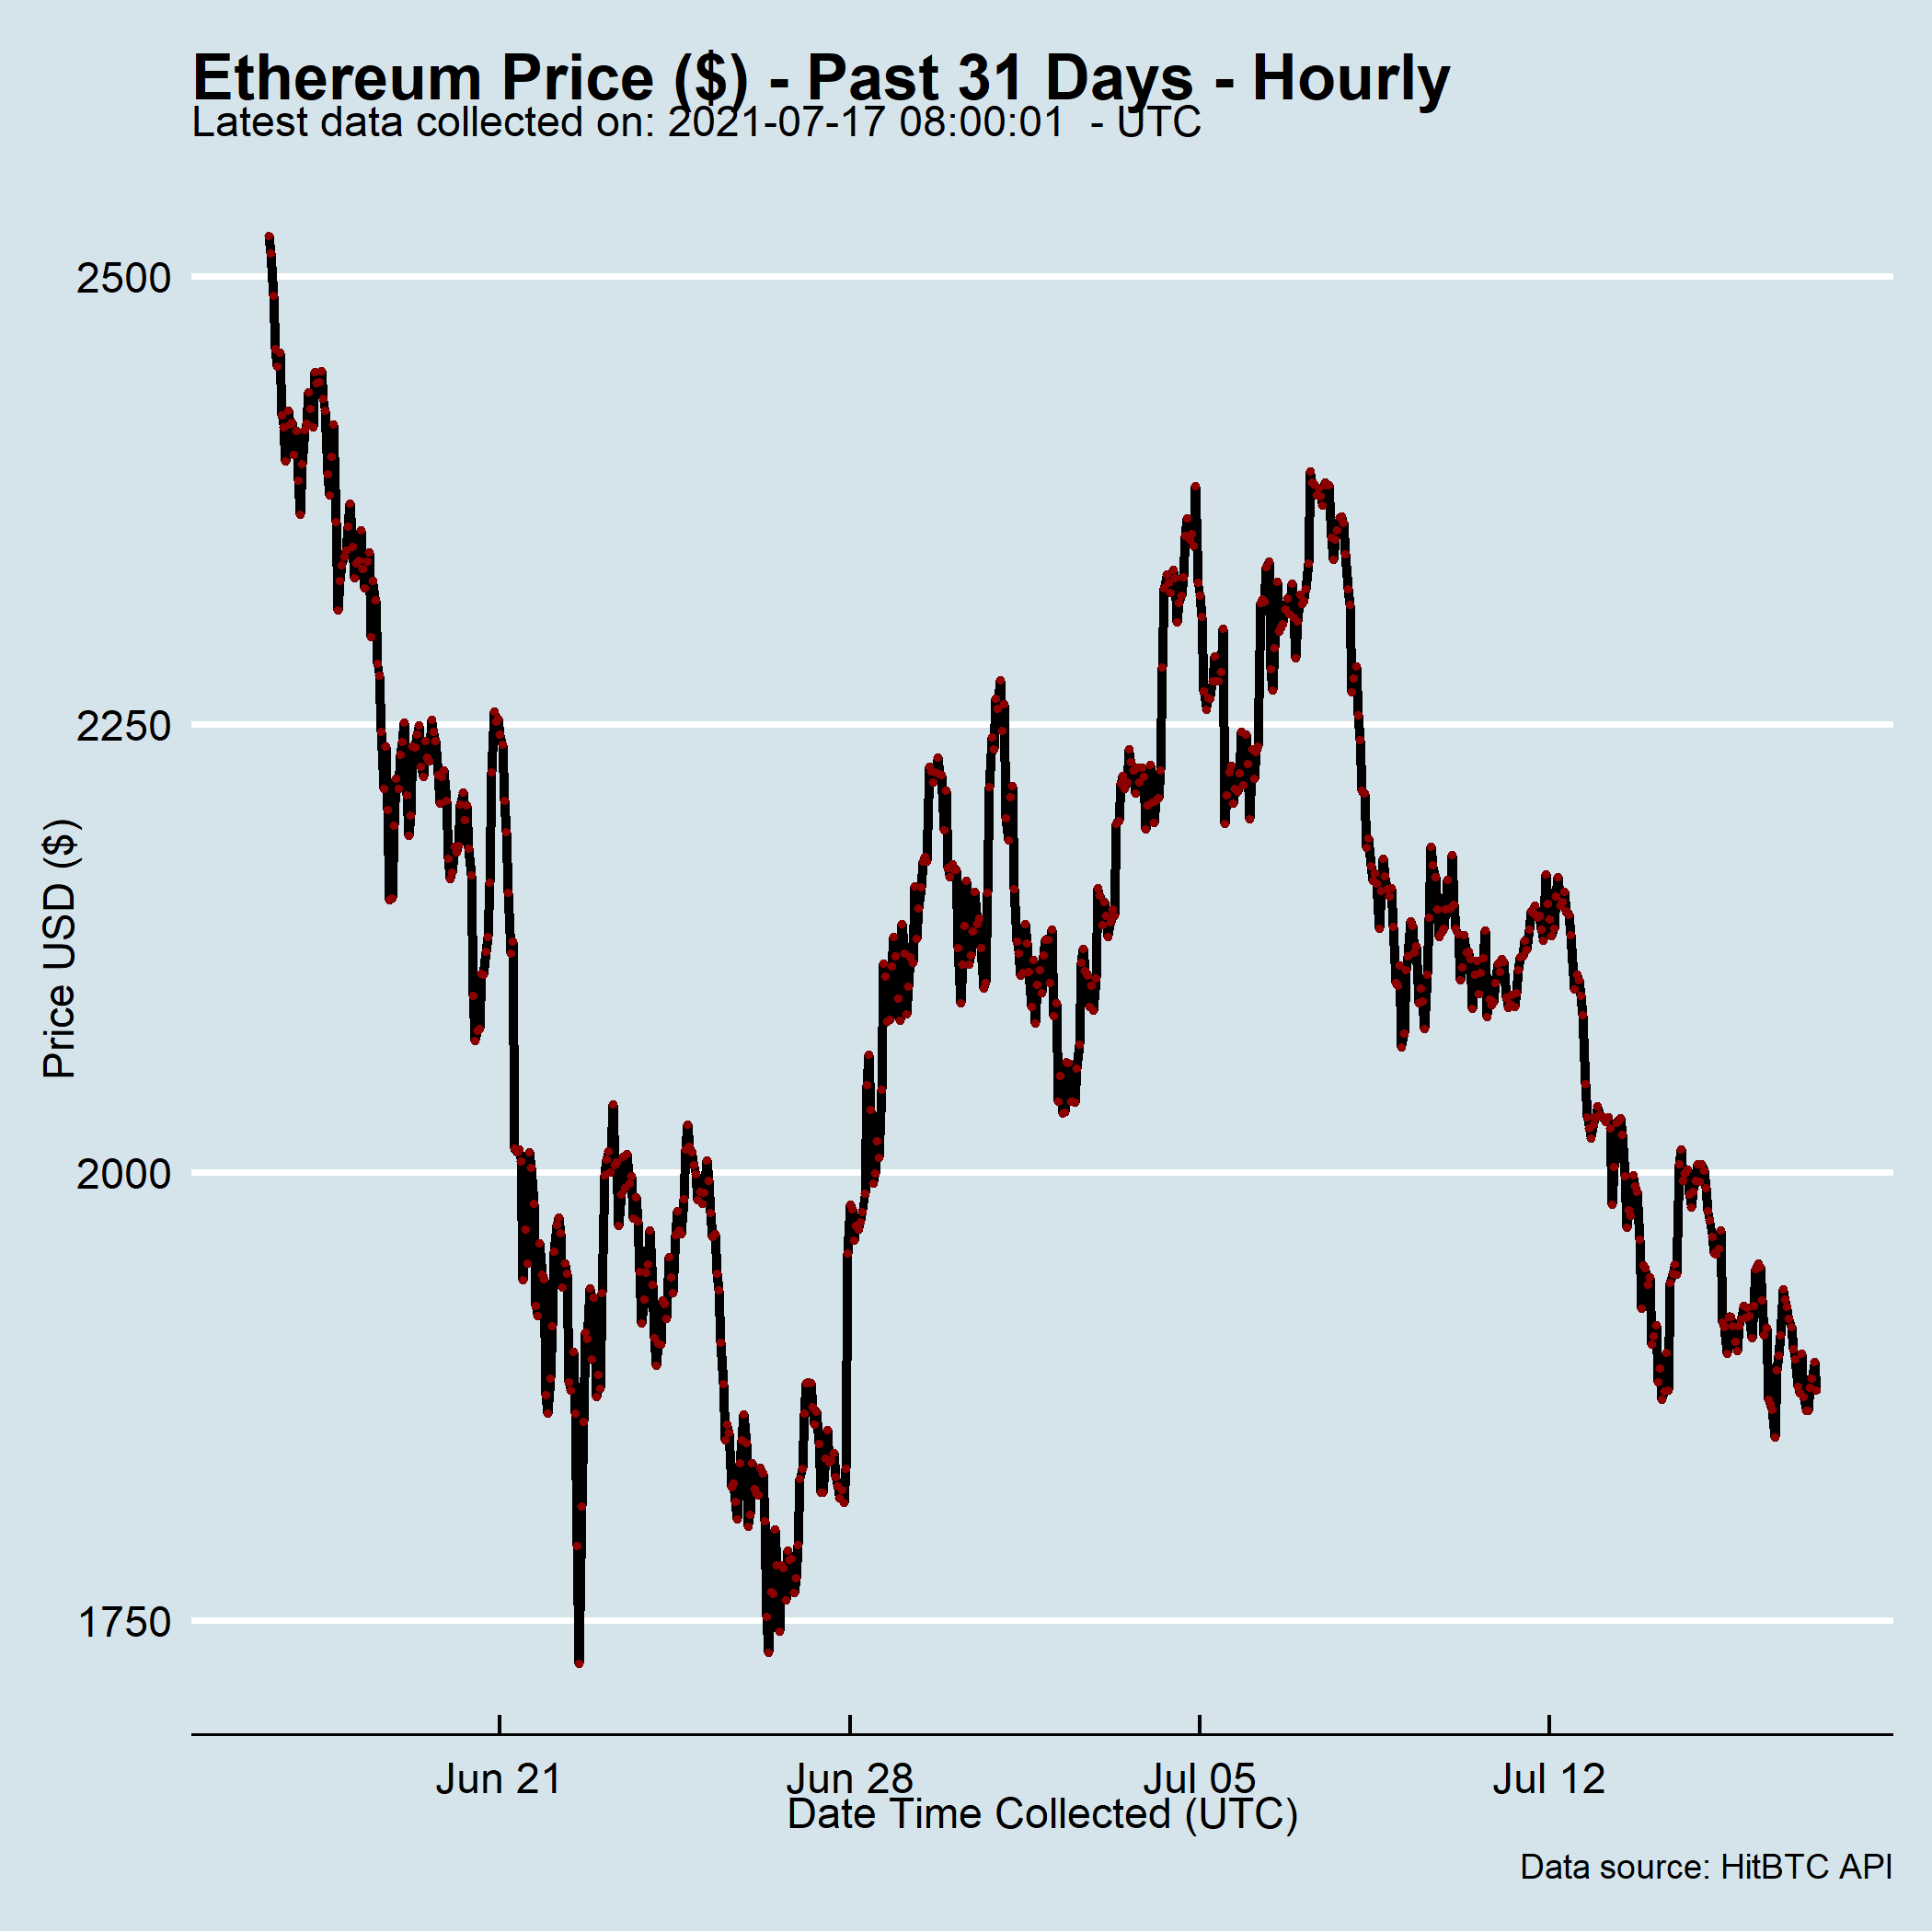 Ethereum Price ($) - Past 31 Days - Hourly
Latest data collected on: 2021-07-17 08:00:01  - UTC
2500
2250
2000
1750
Price USD ($)
Jun 21
Jun 28
Jul 05
Jul 12
Date Time Collected (UTC)
Data source: HitBTC API